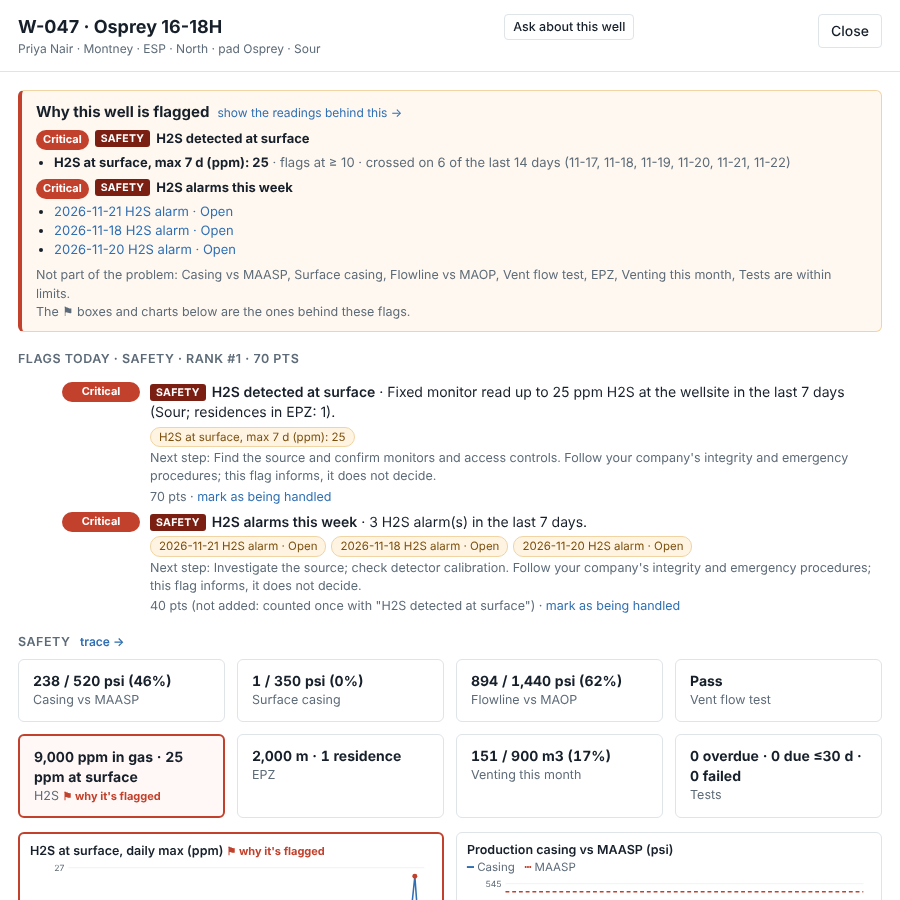 W-047 · Osprey 16-18H
Priya Nair · Montney · ESP · North · pad Osprey · Sour
Ask about this well
Close
Why this well is flagged show the readings behind this →
Critical SAFETY H2S detected at surface
• H2S at surface, max 7 d (ppm): 25 · flags at ≥ 10 · crossed on 6 of the last 14 days (11-17, 11-18, 11-19, 11-20, 11-21, 11-22)
Critical SAFETY H2S alarms this week
• 2026-11-21 H2S alarm · Open
• 2026-11-18 H2S alarm · Open
• 2026-11-20 H2S alarm · Open
Not part of the problem: Casing vs MAASP, Surface casing, Flowline vs MAOP, Vent flow test, EPZ, Venting this month, Tests are within
limits.
The ⚑ boxes and charts below are the ones behind these flags.
FLAGS TODAY · SAFETY · RANK #1 · 70 PTS
Critical SAFETY H2S detected at surface · Fixed monitor read up to 25 ppm H2S at the wellsite in the last 7 days
(Sour; residences in EPZ: 1).
H2S at surface, max 7 d (ppm): 25
Next step: Find the source and confirm monitors and access controls. Follow your company's integrity and emergency
procedures; this flag informs, it does not decide.
70 pts · mark as being handled
Critical SAFETY H2S alarms this week · 3 H2S alarm(s) in the last 7 days.
2026-11-21 H2S alarm · Open 2026-11-18 H2S alarm · Open 2026-11-20 H2S alarm · Open
Next step: Investigate the source; check detector calibration. Follow your company's integrity and emergency procedures;
this flag informs, it does not decide.
40 pts (not added: counted once with "H2S detected at surface") · mark as being handled
SAFETY trace →
238 / 520 psi (46%)
Casing vs MAASP
1 / 350 psi (0%)
Surface casing
894 / 1,440 psi (62%)
Flowline vs MAOP
Pass
Vent flow test
9,000 ppm in gas · 25
ppm at surface
H2S ⚑ why it's flagged
2,000 m · 1 residence
EPZ
151 / 900 m3 (17%)
Venting this month
0 overdue · 0 due ≤30 d ·
0 failed
Tests
H2S at surface, daily max (ppm) ⚑ why it's flagged
27
Production casing vs MAASP (psi)
Casing MAASP
545